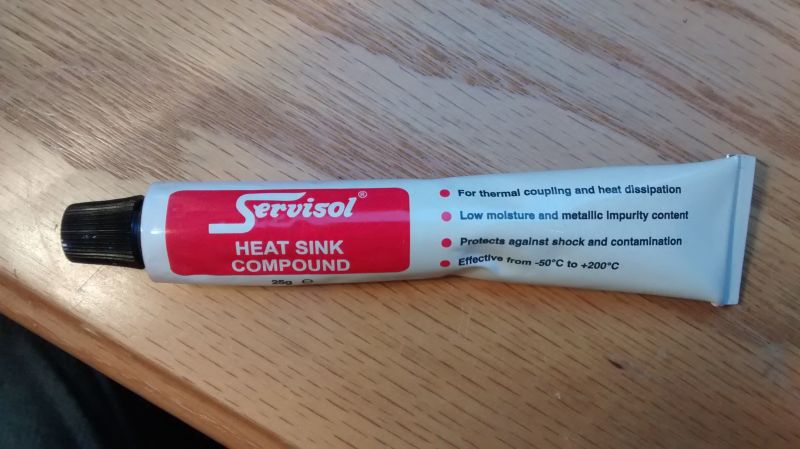 Servisol®
HEAT SINK
COMPOUND
25g ℮
For thermal coupling and heat dissipation
Low moisture and metallic impurity content
Protects against shock and contamination
Effective from -50°C to +200°C